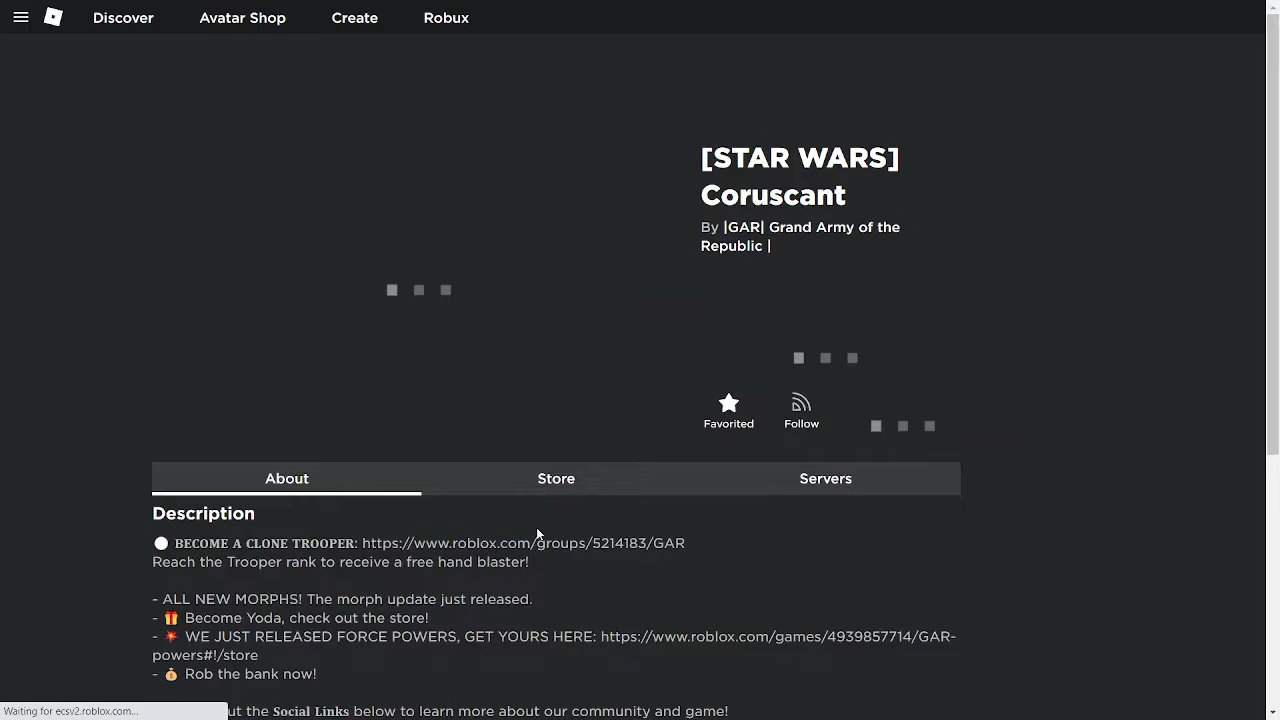 Discover
Avatar Shop
Create
Robux
[STAR WARS]
Coruscant
By |GAR| Grand Army of the
Republic |
Favorited
Follow
About
Store
Servers
Description
⚪ BECOME A CLONE TROOPER: https://www.roblox.com/groups/5214183/GAR
Reach the Trooper rank to receive a free hand blaster!
- ALL NEW MORPHS! The morph update just released.
- 🎁 Become Yoda, check out the store!
- 💥 WE JUST RELEASED FORCE POWERS, GET YOURS HERE: https://www.roblox.com/games/4939857714/GAR-
powers#!/store
- 💰 Rob the bank now!
ut the Social Links below to learn more about our community and game!
Waiting for ecsv2.roblox.com...